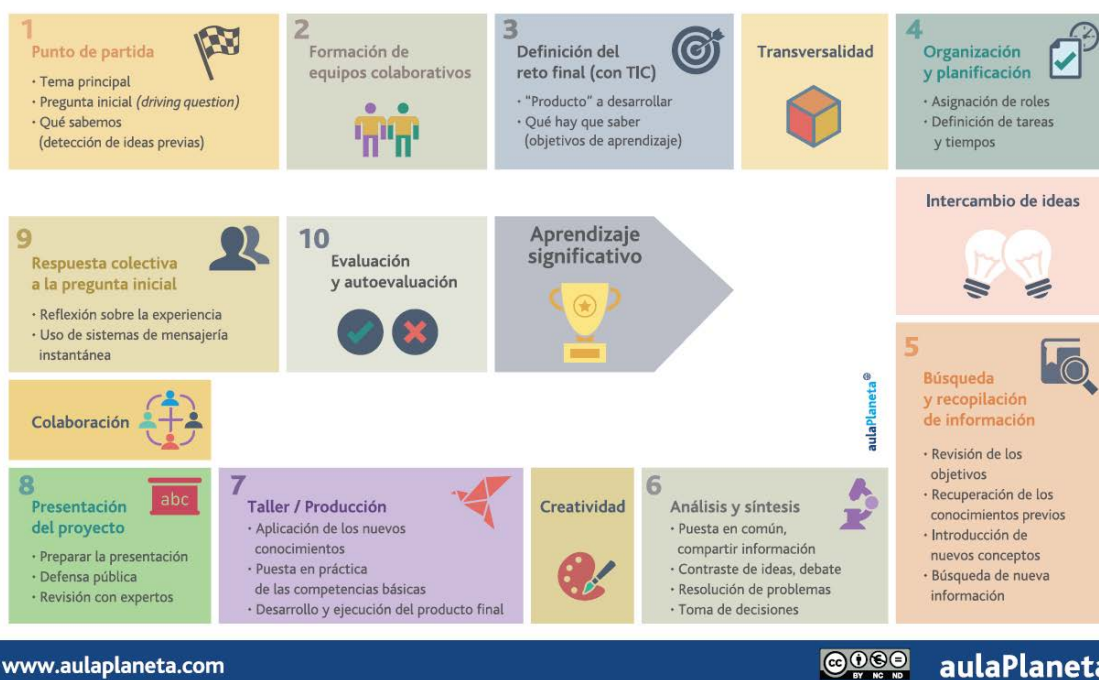 1
Punto de partida
· Tema principal
· Pregunta inicial (driving question)
· Qué sabemos
(detección de ideas previas)
2
Formación de
equipos colaborativos
3
Definición del
reto final (con TIC)
· "Producto" a desarrollar
· Qué hay que saber
(objetivos de aprendizaje)
Transversalidad
4
Organización
y planificación
· Asignación de roles
· Definición de tareas
y tiempos
Intercambio de ideas
5
Búsqueda
y recopilación
de información
· Revisión de los
objetivos
· Recuperación de los
conocimientos previos
· Introducción de
nuevos conceptos
· Búsqueda de nueva
información
6
Análisis y síntesis
· Puesta en común,
compartir información
· Contraste de ideas, debate
· Resolución de problemas
· Toma de decisiones
Creatividad
7
Taller / Producción
· Aplicación de los nuevos
conocimientos
· Puesta en práctica
de las competencias básicas
· Desarrollo y ejecución del producto final
8
Presentación
del proyecto
abc
· Preparar la presentación
· Defensa pública
· Revisión con expertos
Colaboración
9
Respuesta colectiva
a la pregunta inicial
· Reflexión sobre la experiencia
· Uso de sistemas de mensajería
instantánea
10
Evaluación
y autoevaluación
Aprendizaje
significativo
aulaPlaneta
www.aulaplaneta.com
cc
BY NC ND
aulaPlaneta